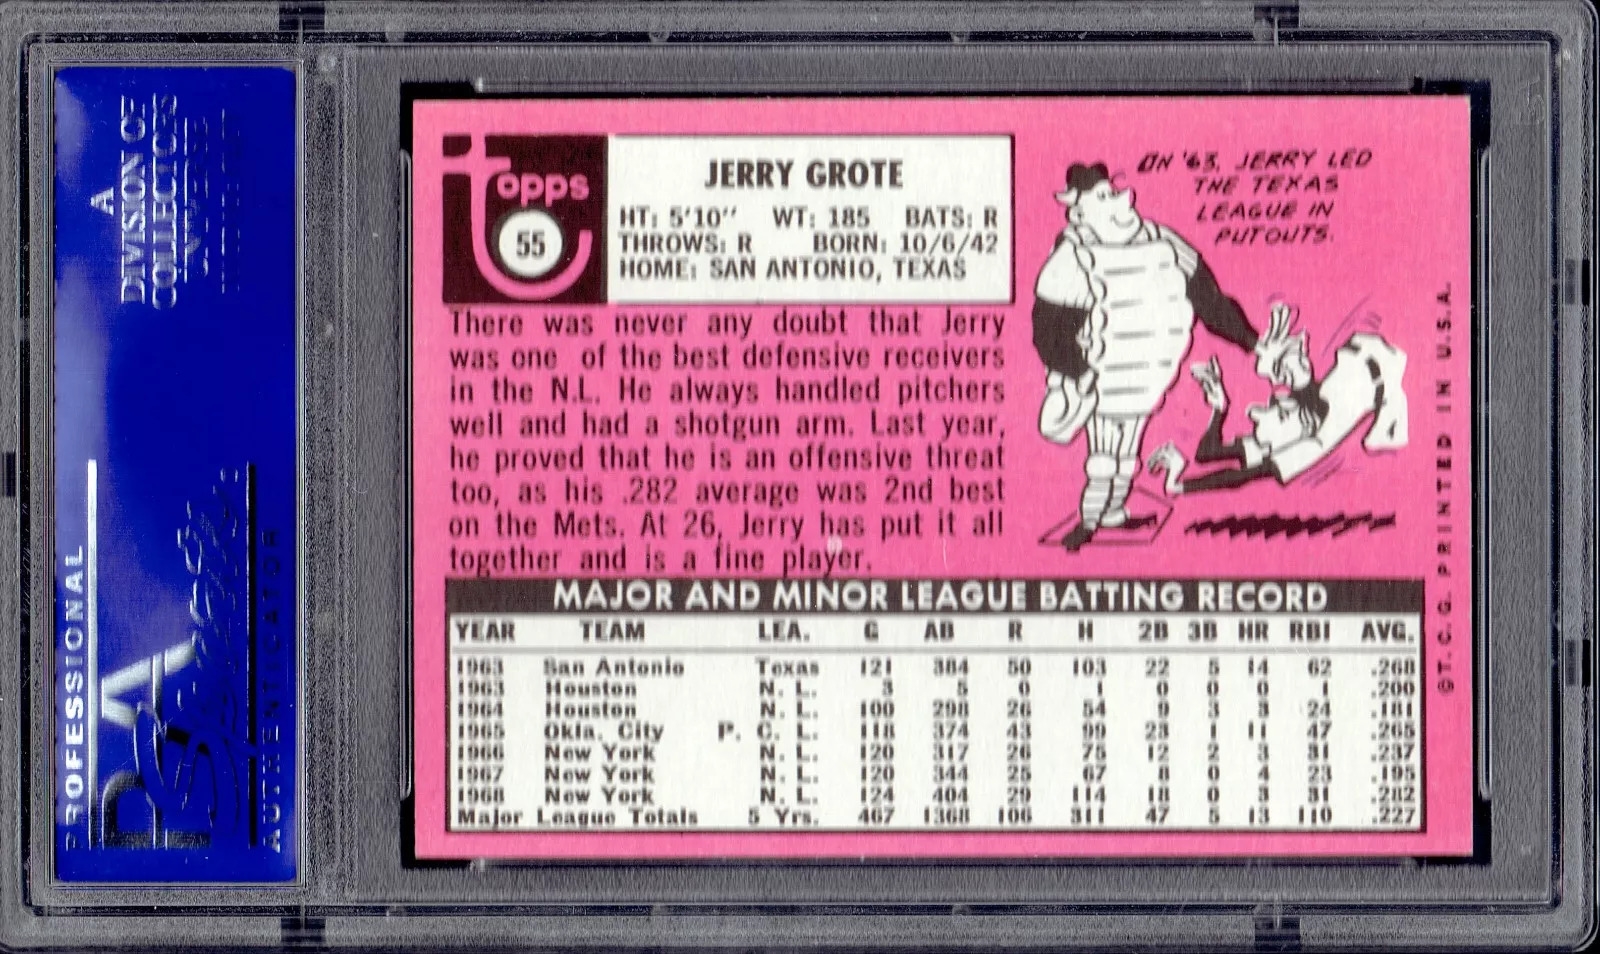 A
DIVISION OF
COLLECTORS
UNIVERSE
PROFESSIONAL
PSA
AUTHENTICATOR
topps
55
JERRY GROTE
HT: 5'10" WT: 185 BATS: R
THROWS: R BORN: 10/6/42
HOME: SAN ANTONIO, TEXAS
There was never any doubt that Jerry
was one of the best defensive receivers
in the N.L. He always handled pitchers
well and had a shotgun arm. Last year,
he proved that he is an offensive threat
too, as his .282 average was 2nd best
on the Mets. At 26, Jerry has put it all
together and is a fine player.
IN '63, JERRY LED
THE TEXAS
LEAGUE IN
PUTOUTS.
©T.C.G. PRINTED IN U.S.A.
MAJOR AND MINOR LEAGUE BATTING RECORD
YEAR TEAM LEA. G AB R H 2B 3B HR RBI AVG.
1963 San Antonio Texas 121 384 50 103 22 5 14 62 .268
1963 Houston N. L. 3 5 0 1 0 0 0 1 .200
1964 Houston N. L. 100 298 26 54 9 3 3 24 .181
1965 Okla. City P. C. L. 118 374 43 99 23 1 11 47 .265
1966 New York N. L. 120 317 26 75 12 2 3 31 .237
1967 New York N. L. 120 344 25 67 8 0 4 23 .195
1968 New York N. L. 124 404 29 114 18 0 3 31 .282
Major League Totals 5 Yrs. 467 1368 106 311 47 5 13 110 .227